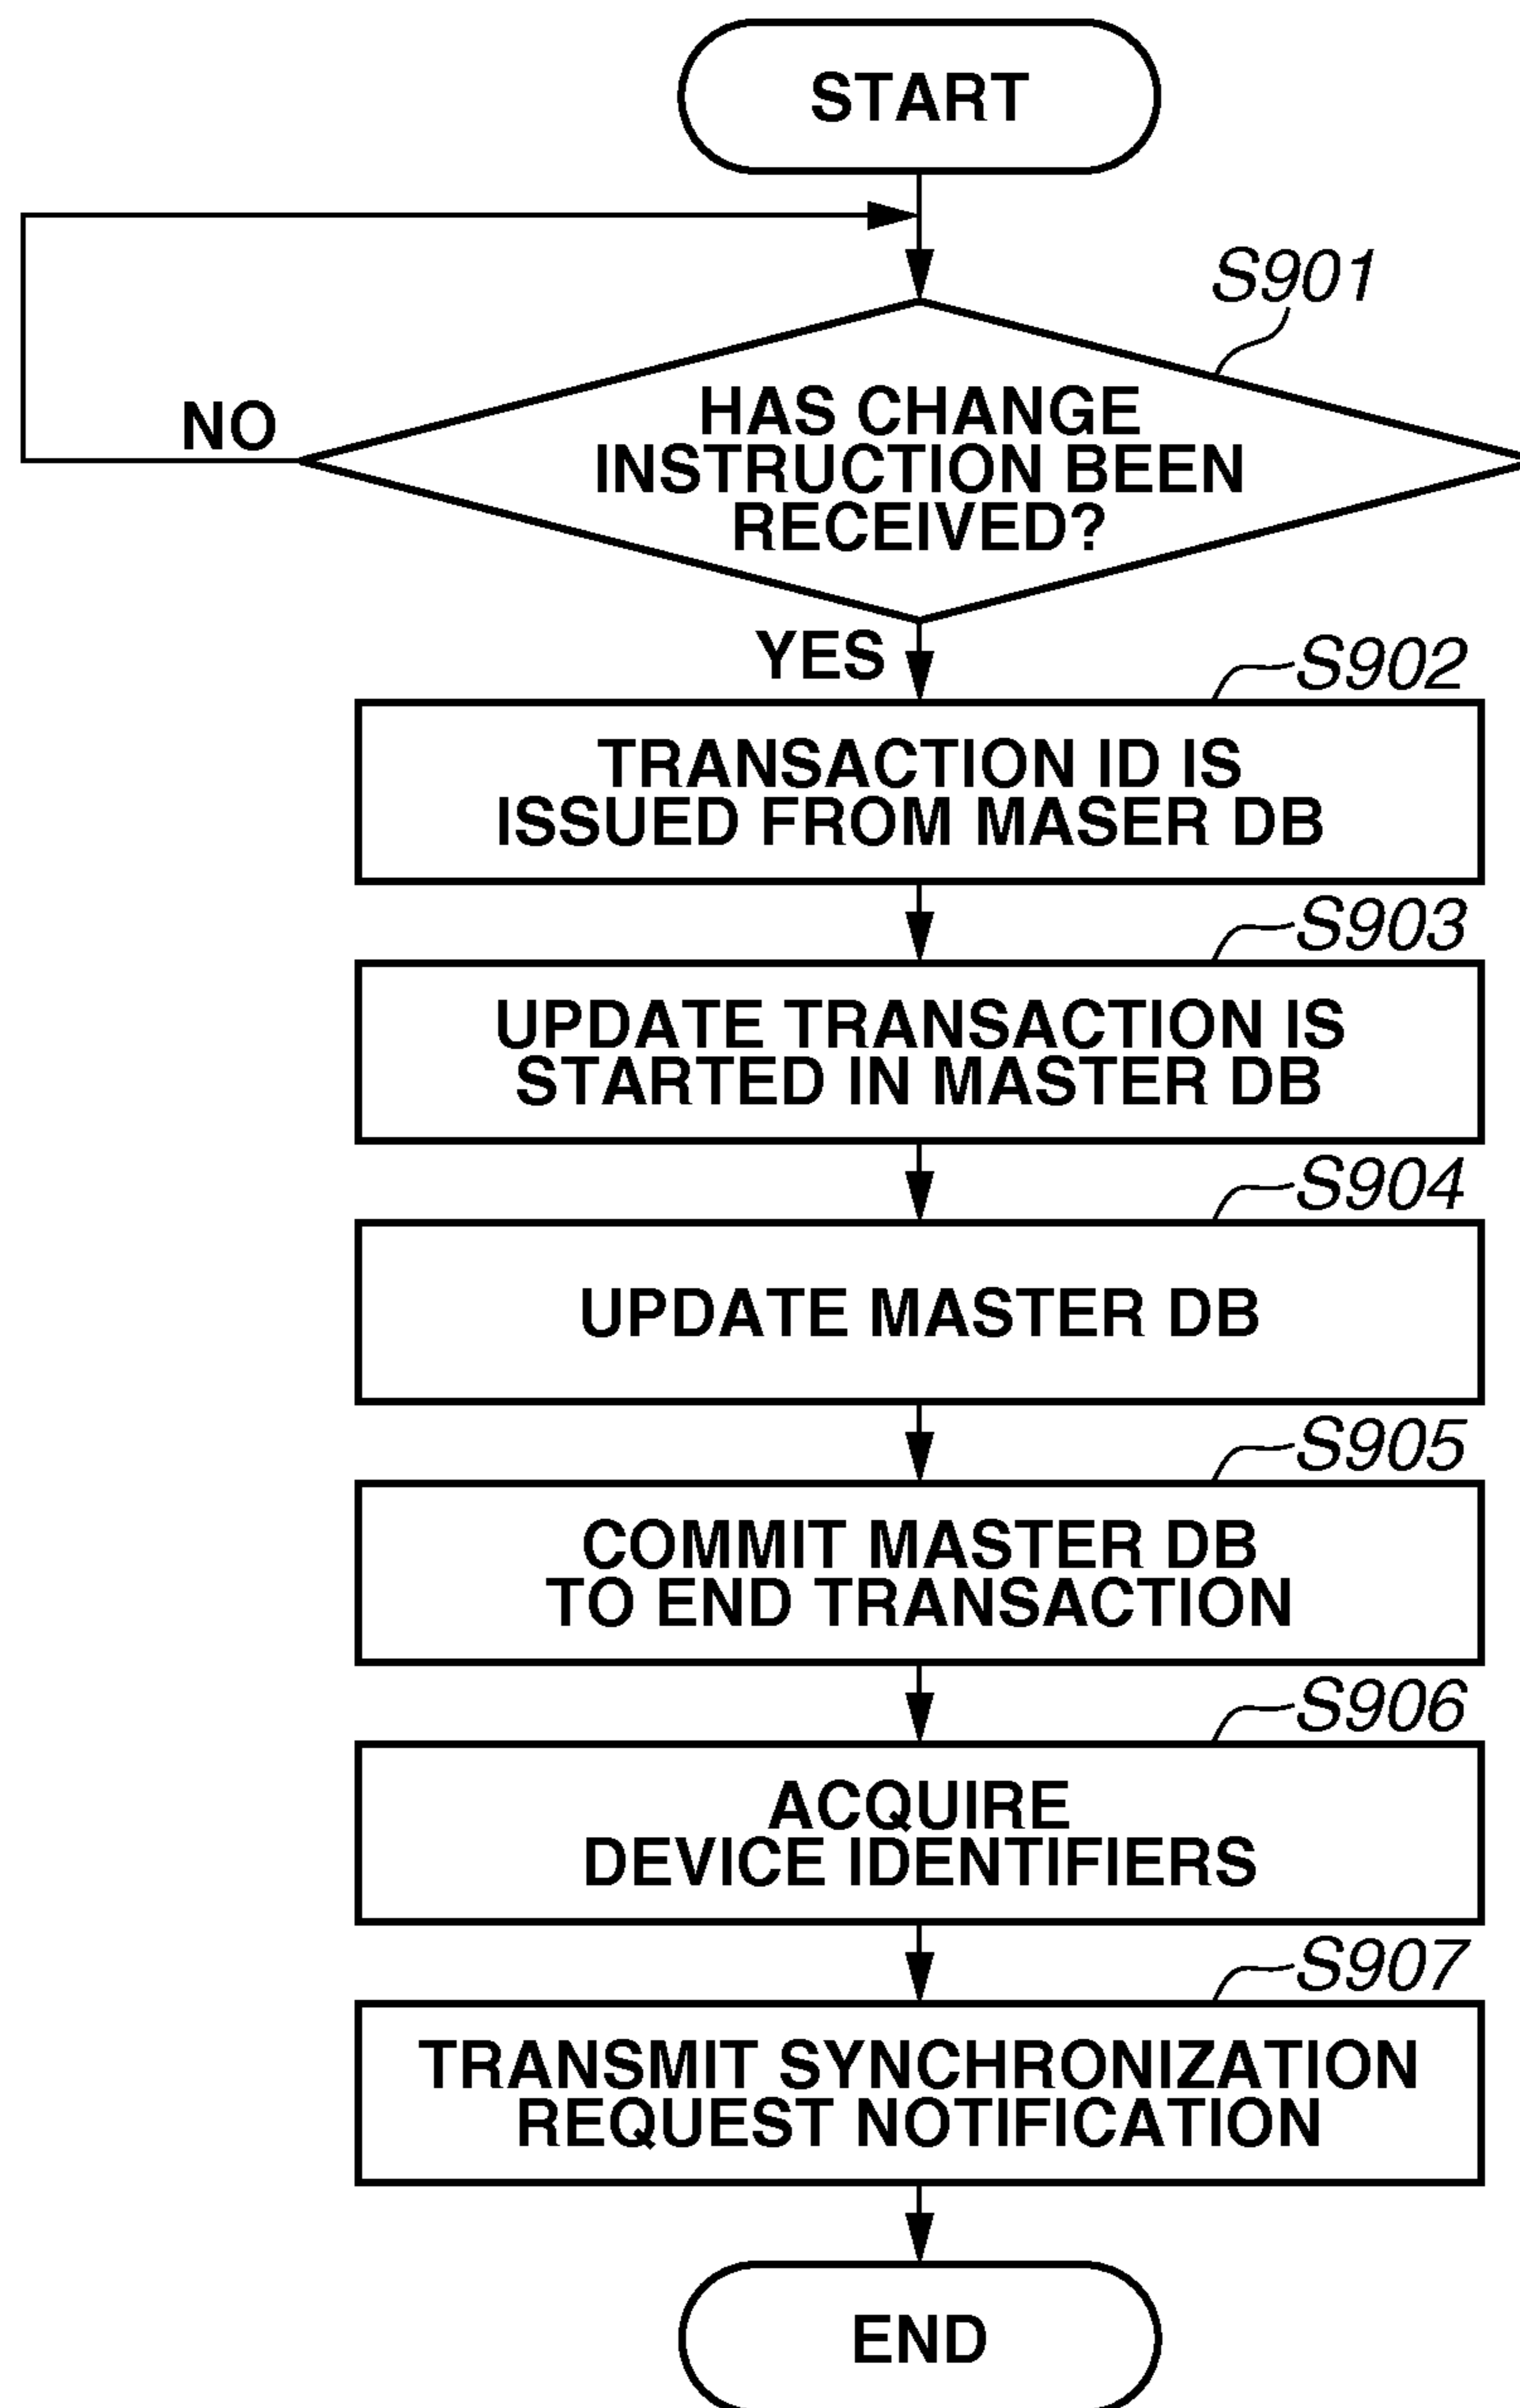 START
S901
HAS CHANGE
INSTRUCTION BEEN
RECEIVED?
NO
YES
S902
TRANSACTION ID IS
ISSUED FROM MASER DB
S903
UPDATE TRANSACTION IS
STARTED IN MASTER DB
S904
UPDATE MASTER DB
S905
COMMIT MASTER DB
TO END TRANSACTION
S906
ACQUIRE
DEVICE IDENTIFIERS
S907
TRANSMIT SYNCHRONIZATION
REQUEST NOTIFICATION
END